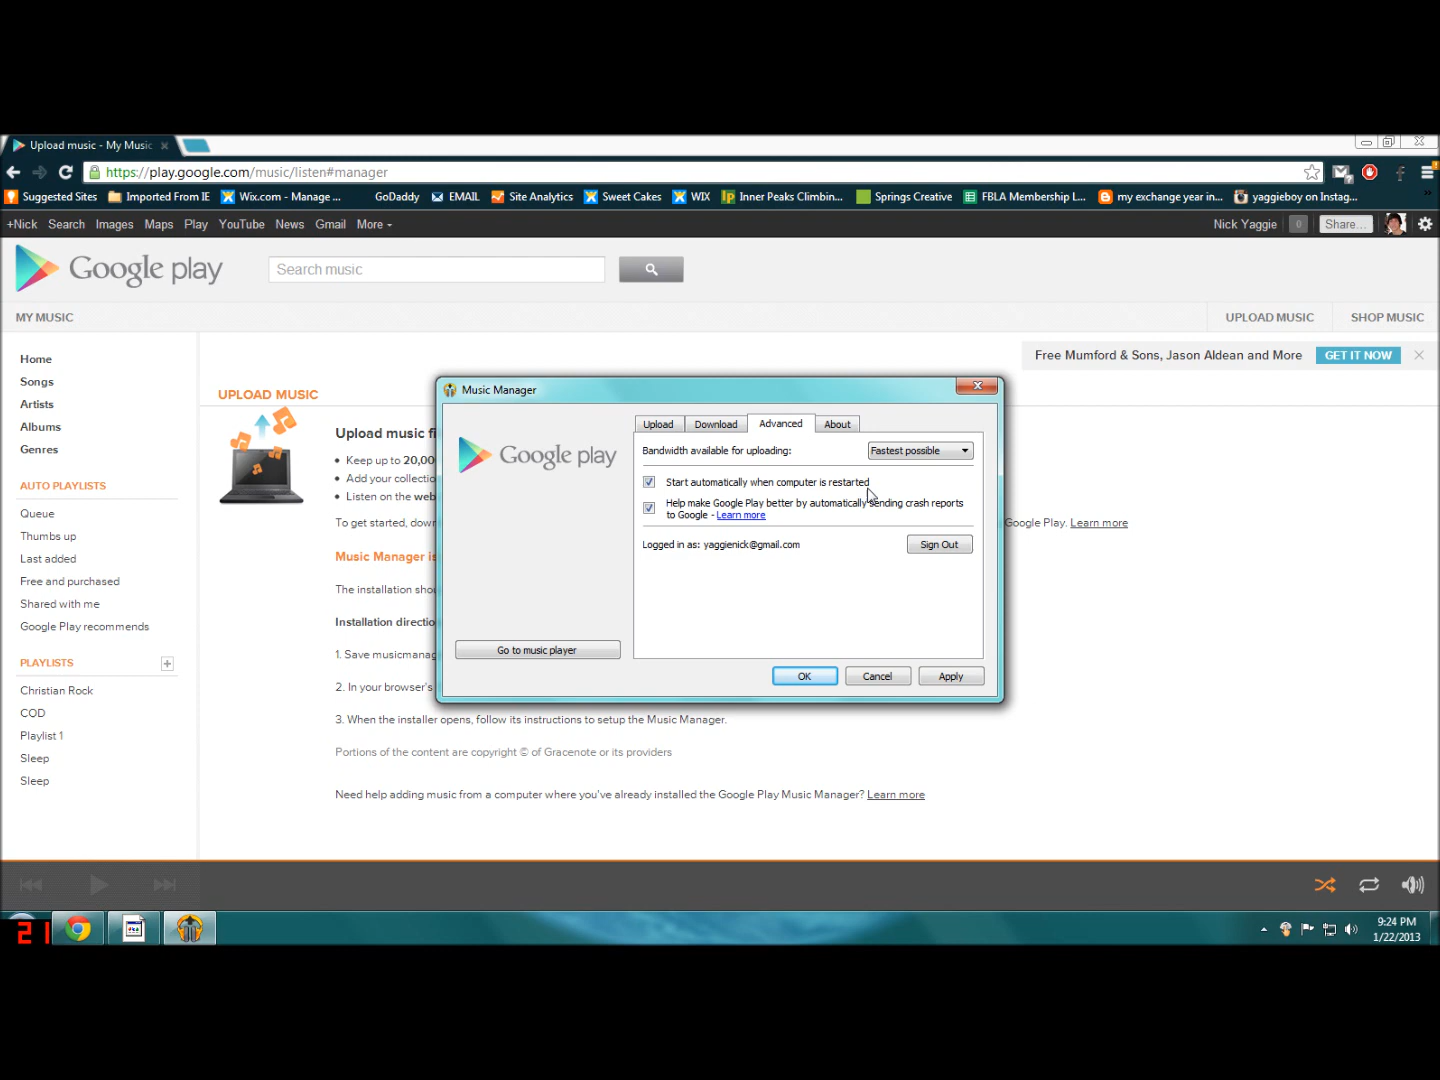 Upload music - My Music
https://play.google.com/music/listen#manager
Suggested Sites Imported From IE Wix.com - Manage ... GoDaddy EMAIL Site Analytics Sweet Cakes WIX Inner Peaks Climbin... Springs Creative FBLA Membership L... my exchange year in... yaggieboy on Instag...
+Nick Search Images Maps Play YouTube News Gmail More Nick Yaggie 0 Share...
Google play Search music
MY MUSIC UPLOAD MUSIC SHOP MUSIC
Free Mumford & Sons, Jason Aldean and More GET IT NOW
Home
Songs
Artists
Albums
Genres
AUTO PLAYLISTS
Queue
Thumbs up
Last added
Free and purchased
Shared with me
Google Play recommends
PLAYLISTS
Christian Rock
COD
Playlist 1
Sleep
Sleep
UPLOAD MUSIC
Upload music fi
Keep up to 20,00
Add your collectio
Listen on the web
To get started, dow
Google Play. Learn more
Music Manager is
The installation shou
Installation directio
1. Save musicmanag
2. In your browser's
3. When the installer opens, follow its instructions to setup the Music Manager.
Portions of the content are copyright © of Gracenote or its providers
Need help adding music from a computer where you've already installed the Google Play Music Manager? Learn more
Music Manager
Google play
Go to music player
Upload Download Advanced About
Bandwidth available for uploading: Fastest possible
Start automatically when computer is restarted
Help make Google Play better by automatically sending crash reports
to Google - Learn more
Logged in as: yaggienick@gmail.com Sign Out
OK Cancel Apply
21
9:24 PM
1/22/2013